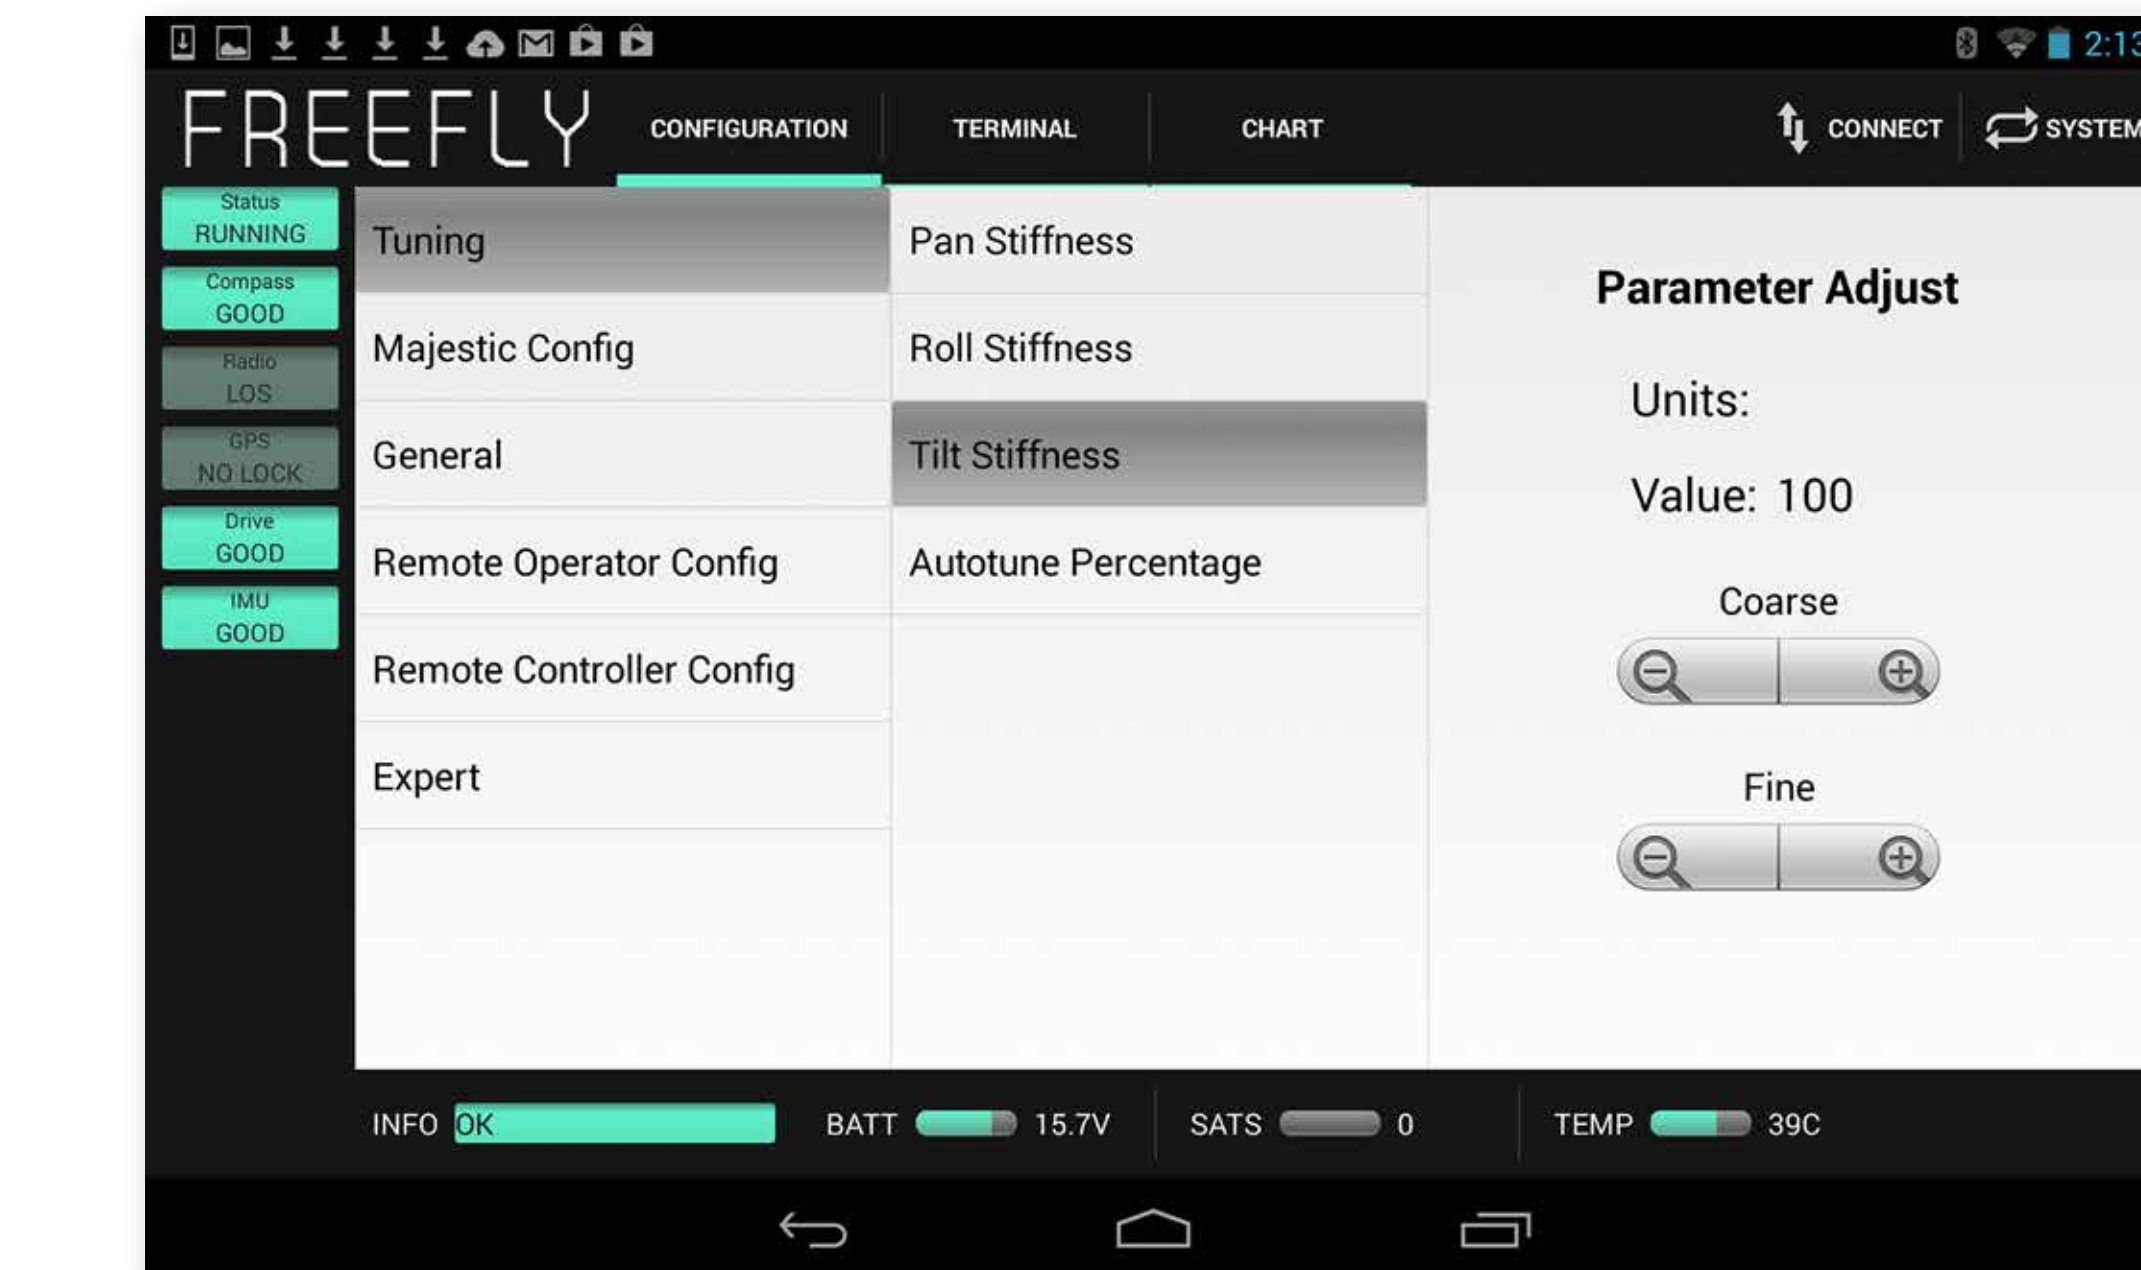 2:13
FREEFLY
CONFIGURATION
TERMINAL
CHART
CONNECT
SYSTEM
Status
RUNNING
Compass
GOOD
Radio
LOS
GPS
NO LOCK
Drive
GOOD
IMU
GOOD
Tuning
Majestic Config
General
Remote Operator Config
Remote Controller Config
Expert
Pan Stiffness
Roll Stiffness
Tilt Stiffness
Autotune Percentage
Parameter Adjust
Units:
Value: 100
Coarse
Fine
INFO OK
BATT 15.7V
SATS 0
TEMP 39C